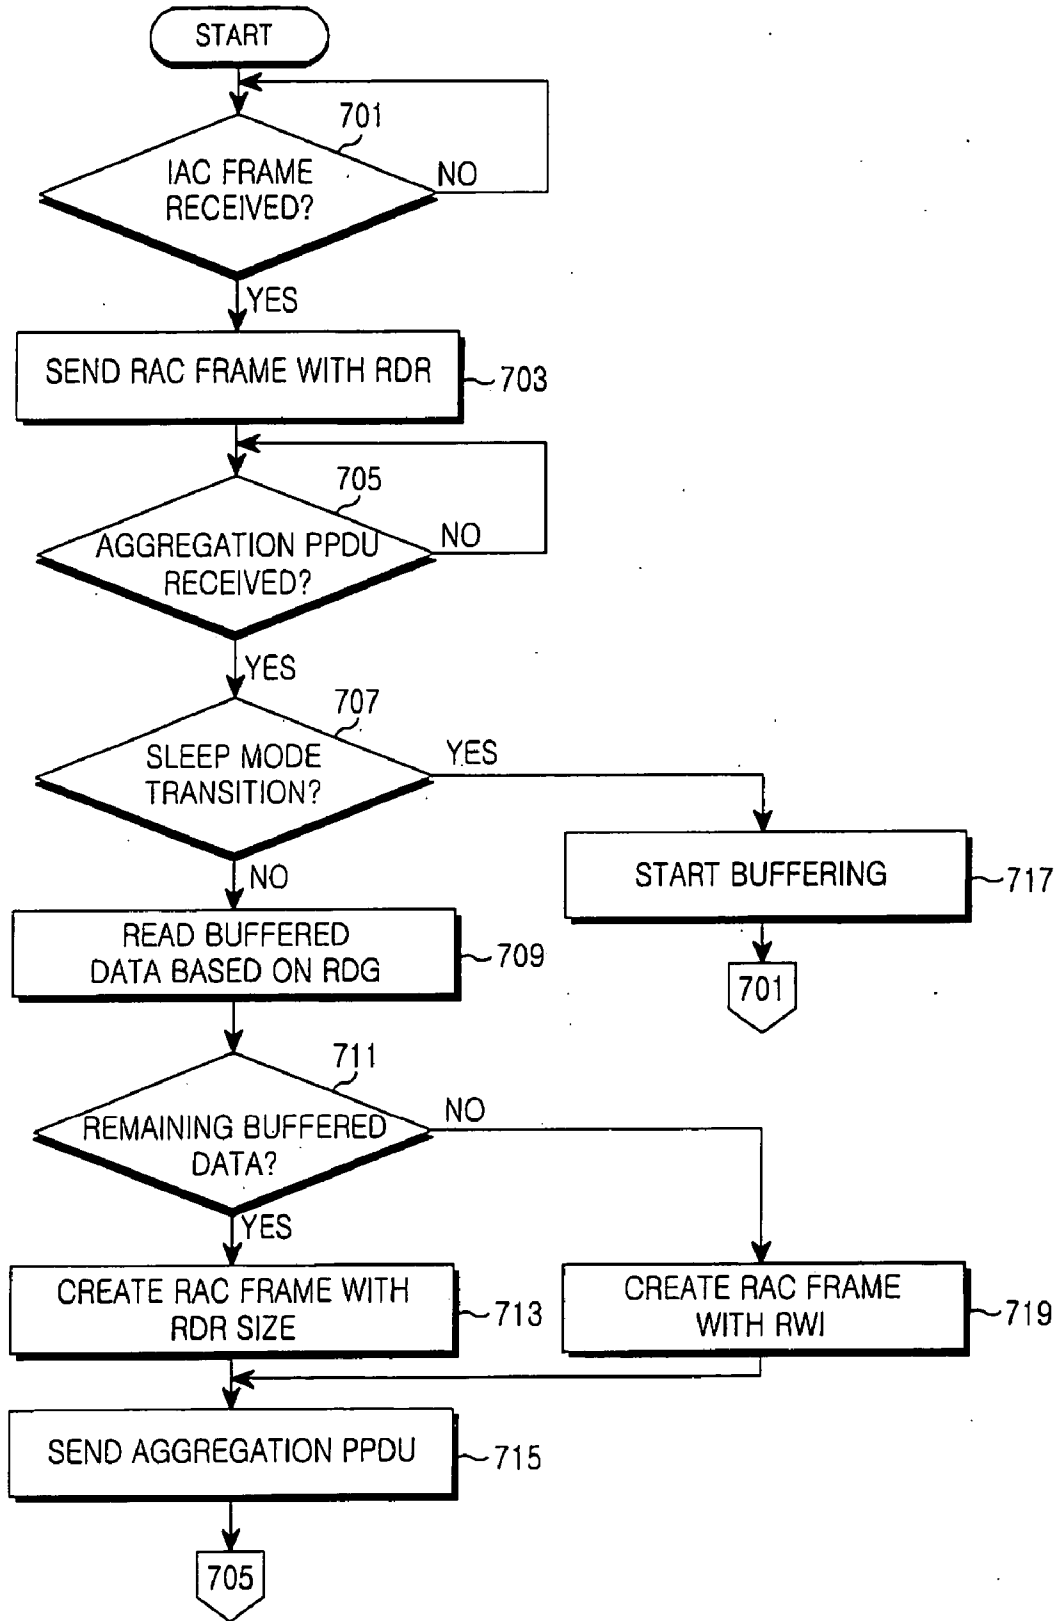 START
701
IAC FRAME
RECEIVED?
NO
YES
SEND RAC FRAME WITH RDR
703
705
AGGREGATION PPDU
RECEIVED?
NO
YES
707
SLEEP MODE
TRANSITION?
YES
NO
START BUFFERING
717
701
READ BUFFERED
DATA BASED ON RDG
709
711
REMAINING BUFFERED
DATA?
NO
YES
CREATE RAC FRAME WITH
RDR SIZE
713
CREATE RAC FRAME
WITH RWI
719
SEND AGGREGATION PPDU
715
705